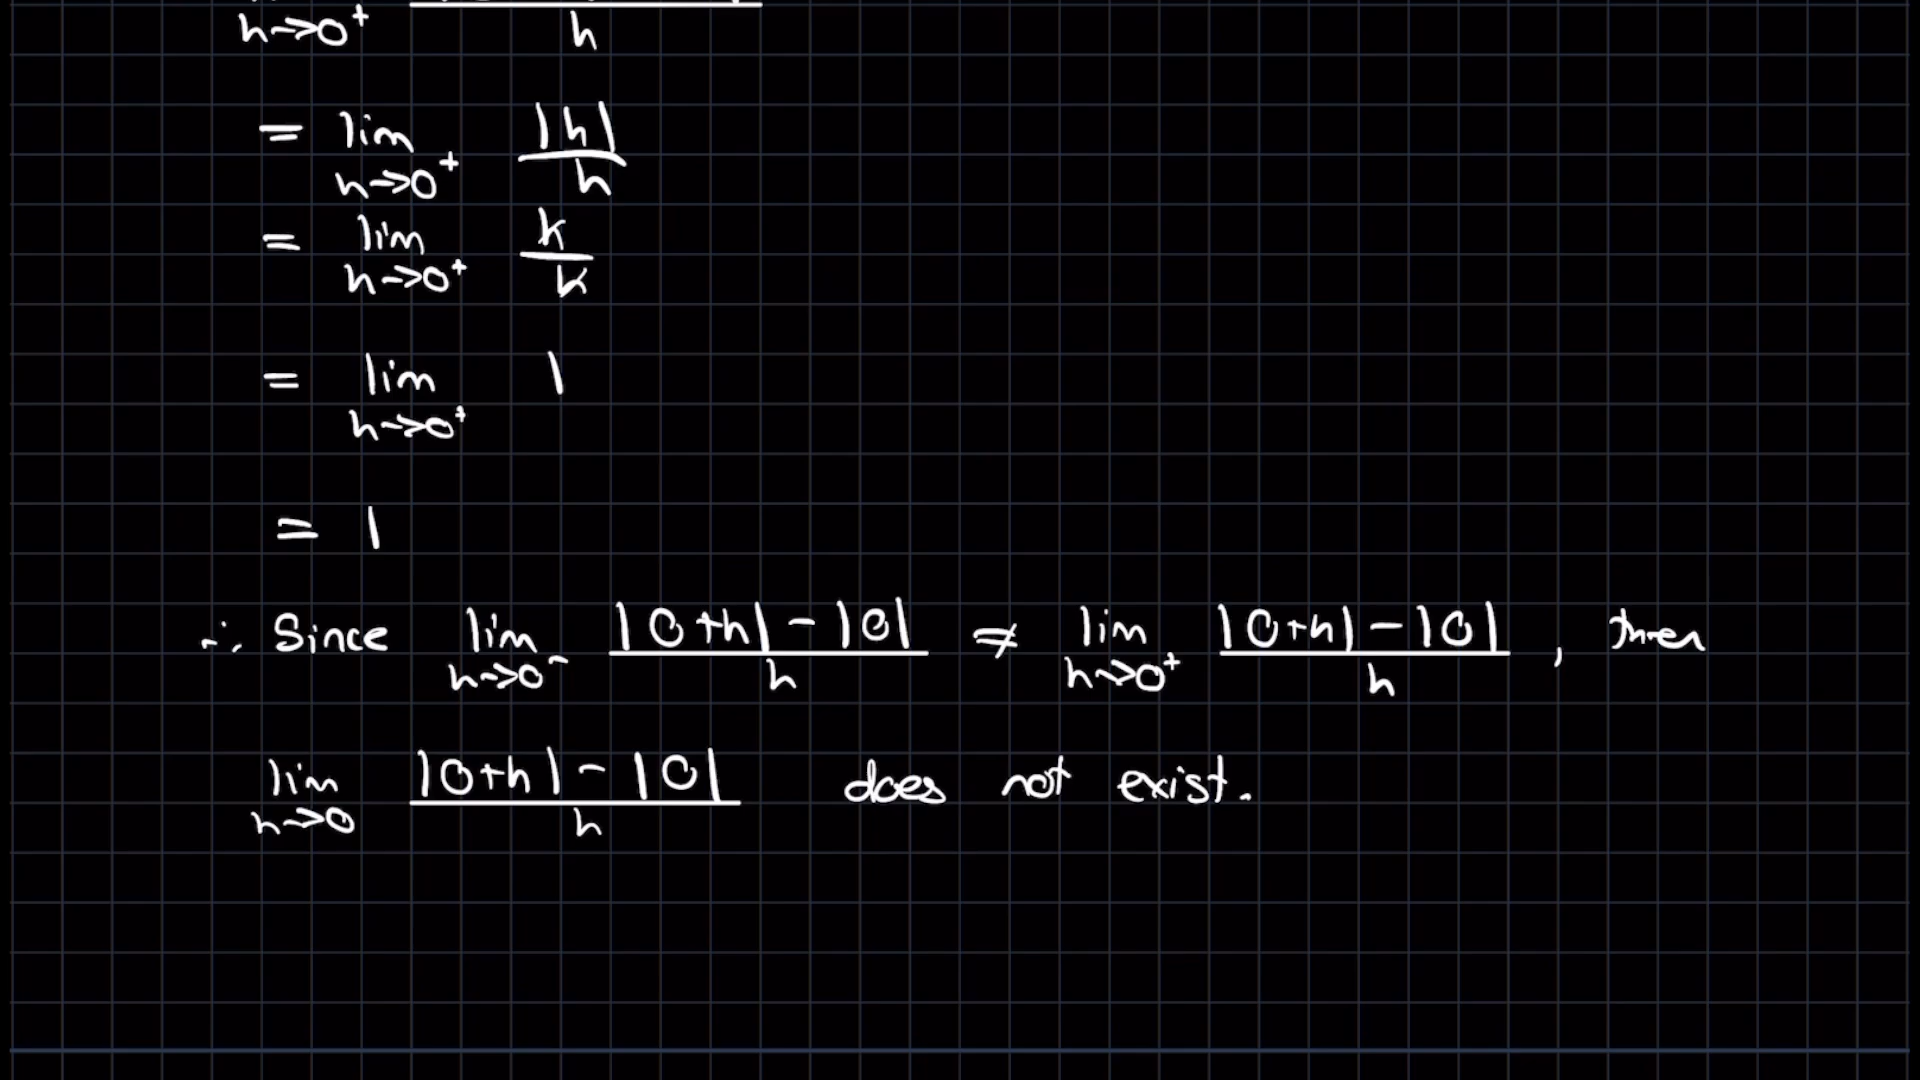 h→0⁺ h
= lim h→0⁺ |h|/h
= lim h→0⁺ h/h
= lim h→0⁺ 1
= 1
∴ Since lim h→0⁻ |0+h|-|0|/h ≠ lim h→0⁺ |0+h|-|0|/h , then
lim h→0 |0+h|-|0|/h does not exist.